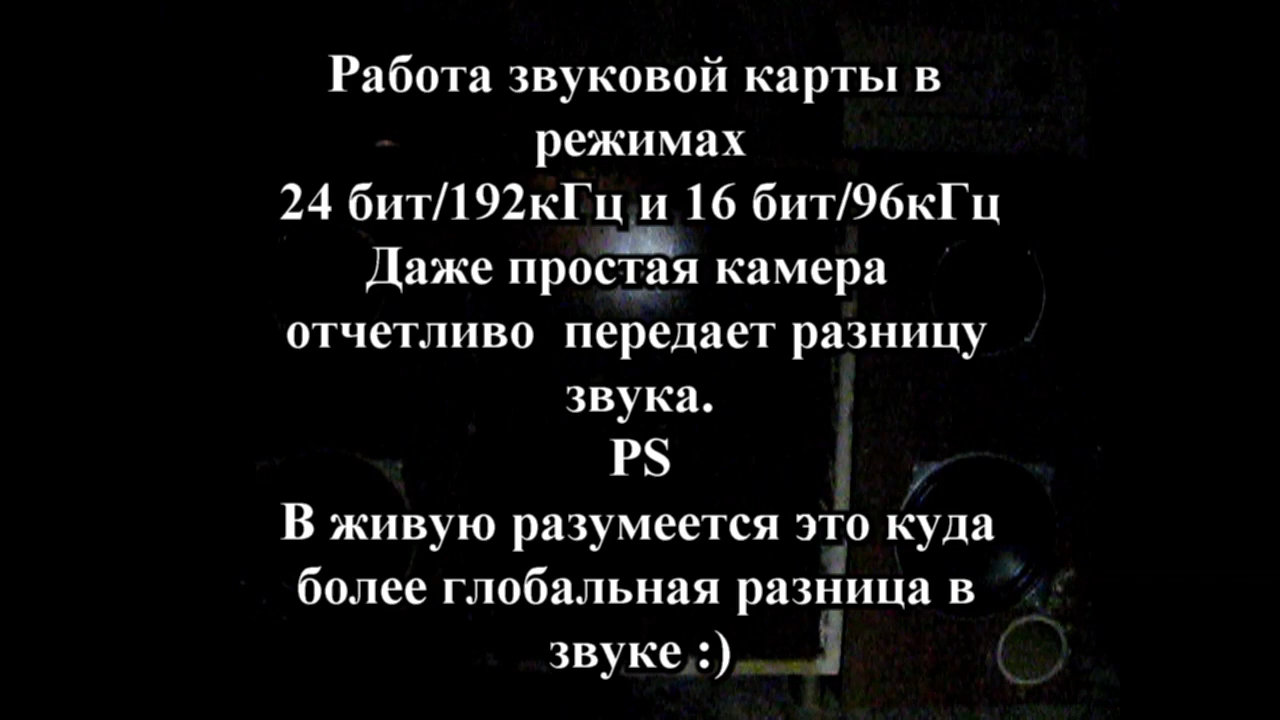 Работа звуковой карты в
режимах
24 бит/192кГц и 16 бит/96кГц
Даже простая камера
отчетливо передает разницу
звука.
PS
В живую разумеется это куда
более глобальная разница в
звуке :)